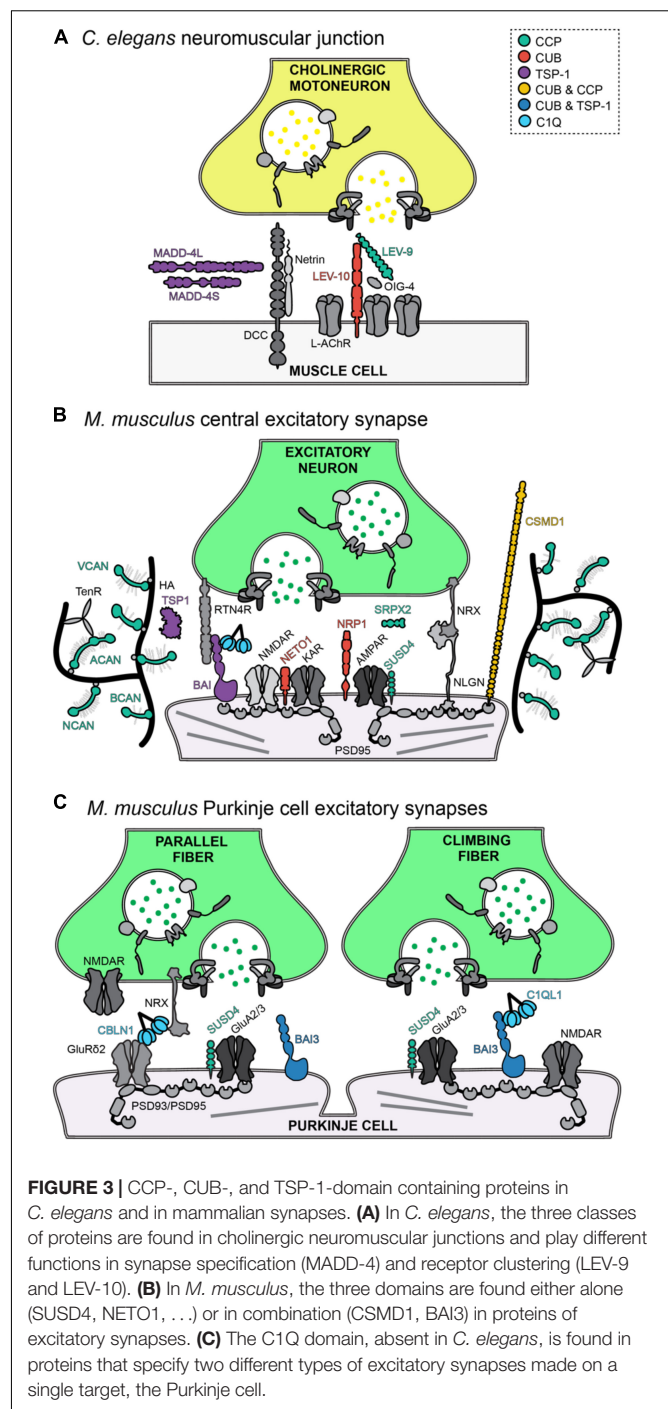 A C. elegans neuromuscular junction
CCP
CUB
TSP-1
CUB & CCP
CUB & TSP-1
C1Q
CHOLINERGIC
MOTONEURON
MADD-4L
MADD-4S
Netrin
LEV-9
LEV-10
OIG-4
DCC
L-AChR
MUSCLE CELL
B M. musculus central excitatory synapse
EXCITATORY
NEURON
CSMD1
VCAN
HA
TenR
TSP1
RTN4R
SRPX2
NRX
ACAN
NMDAR
NETO1
KAR
NRP1
AMPAR
SUSD4
BAI
BCAN
NCAN
NLGN
PSD95
C M. musculus Purkinje cell excitatory synapses
PARALLEL
FIBER
CLIMBING
FIBER
NMDAR
NRX
CBLN1
GluRδ2
SUSD4
GluA2/3
BAI3
PSD93/PSD95
C1QL1
SUSD4
GluA2/3
BAI3
NMDAR
PURKINJE CELL
FIGURE 3 | CCP-, CUB-, and TSP-1-domain containing proteins in
C. elegans and in mammalian synapses. (A) In C. elegans, the three classes
of proteins are found in cholinergic neuromuscular junctions and play different
functions in synapse specification (MADD-4) and receptor clustering (LEV-9
and LEV-10). (B) In M. musculus, the three domains are found either alone
(SUSD4, NETO1, …) or in combination (CSMD1, BAI3) in proteins of
excitatory synapses. (C) The C1Q domain, absent in C. elegans, is found in
proteins that specify two different types of excitatory synapses made on a
single target, the Purkinje cell.